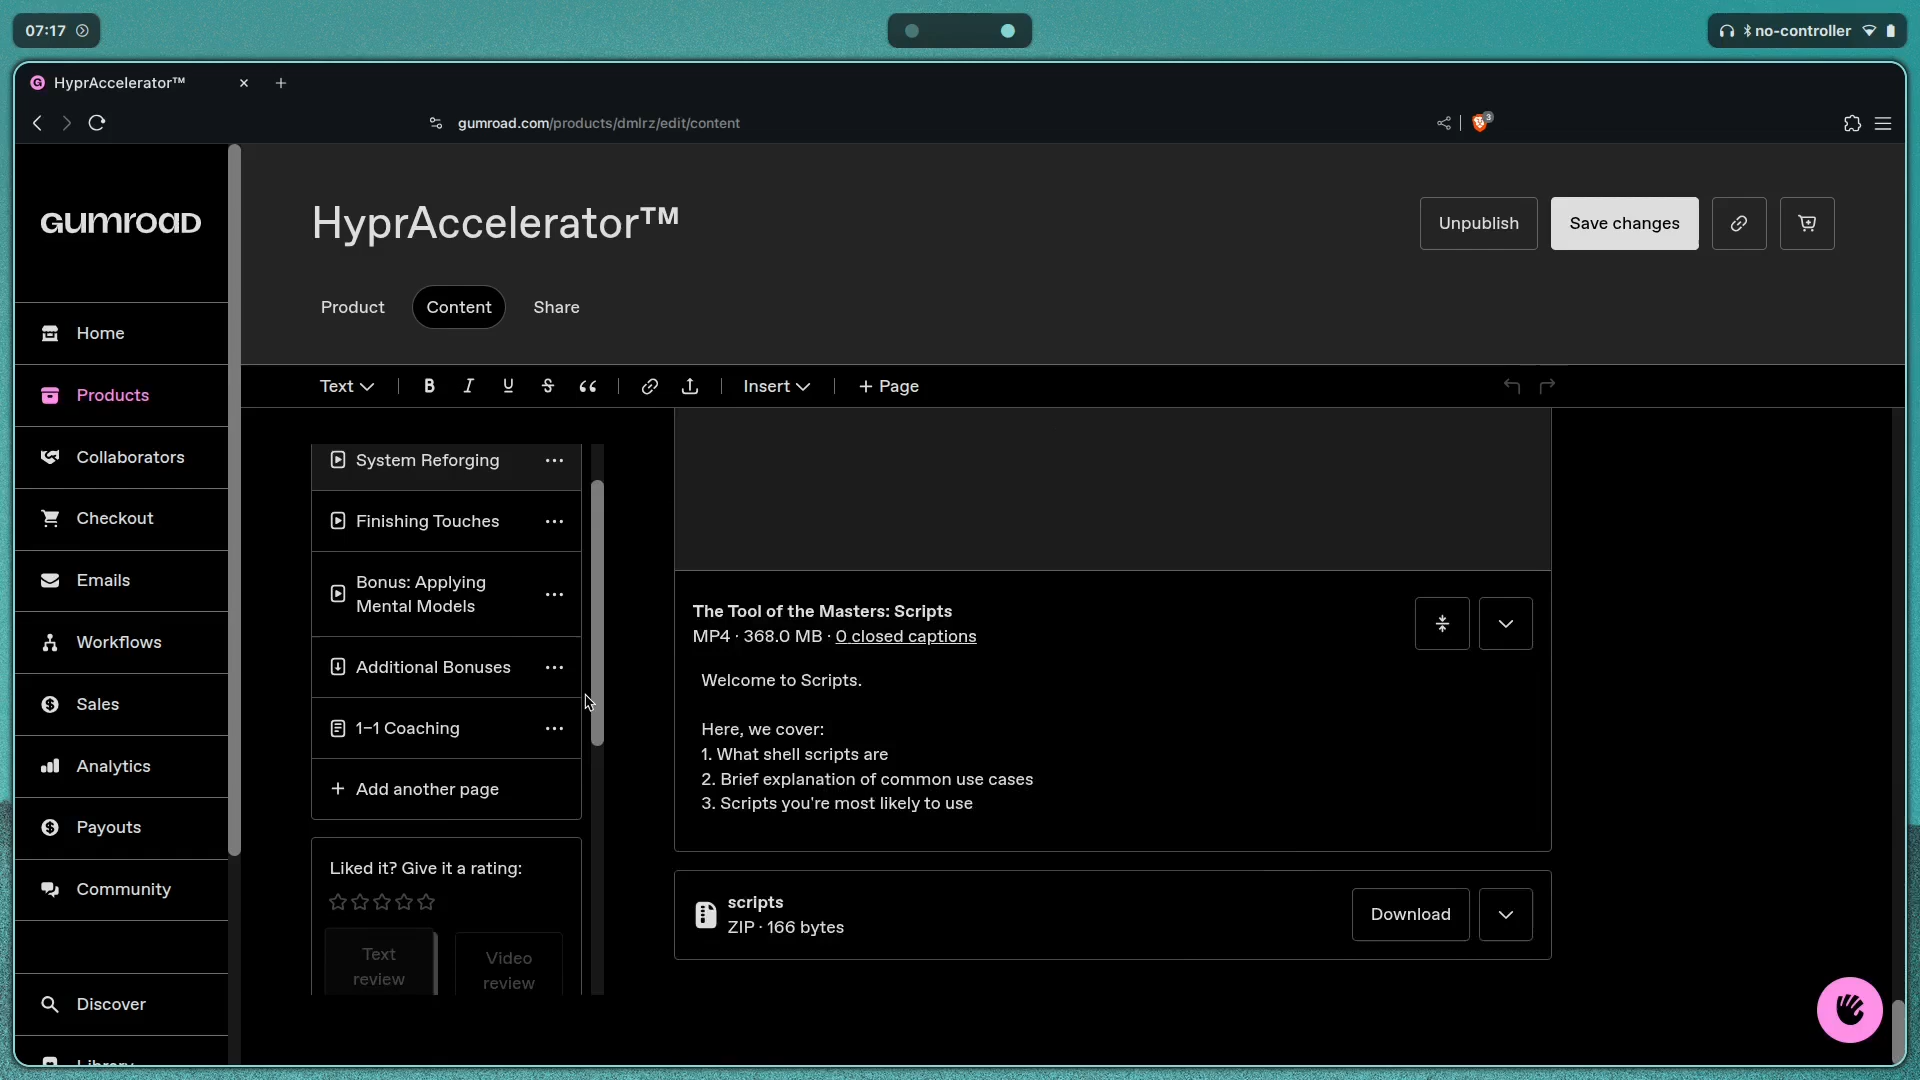 07:17
no-controller
HyprAccelerator™
gumroad.com/products/dmlrz/edit/content
3
GUMROAD
HyprAccelerator™
Unpublish
Save changes
Product
Content
Share
Home
Products
Collaborators
Checkout
Emails
Workflows
Sales
Analytics
Payouts
Community
Discover
Library
Text
B
I
U
S
Insert
+ Page
System Reforging
Finishing Touches
Bonus: Applying
Mental Models
Additional Bonuses
1–1 Coaching
+ Add another page
Liked it? Give it a rating:
Text
review
Video
review
The Tool of the Masters: Scripts
MP4 · 368.0 MB · 0 closed captions
Welcome to Scripts.
Here, we cover:
1. What shell scripts are
2. Brief explanation of common use cases
3. Scripts you're most likely to use
scripts
ZIP · 166 bytes
Download